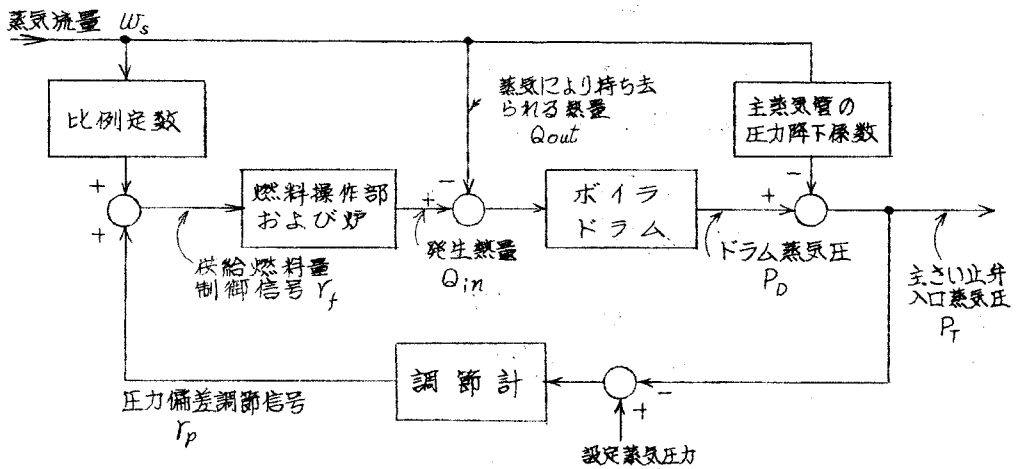 蒸気流量 Ws
比例定数
蒸気により持ち去
られる熱量
Qout
主蒸気管の
圧力降下係数
+
+
燃料操作部
および炉
供給燃料量
制御信号 rf
−
+
発生熱量
Qin
ボイラ
ドラム
−
+
ドラム蒸気圧
PD
主さい止弁
入口蒸気圧
PT
調節計
圧力偏差調節信号
rp
+ −
設定蒸気圧力